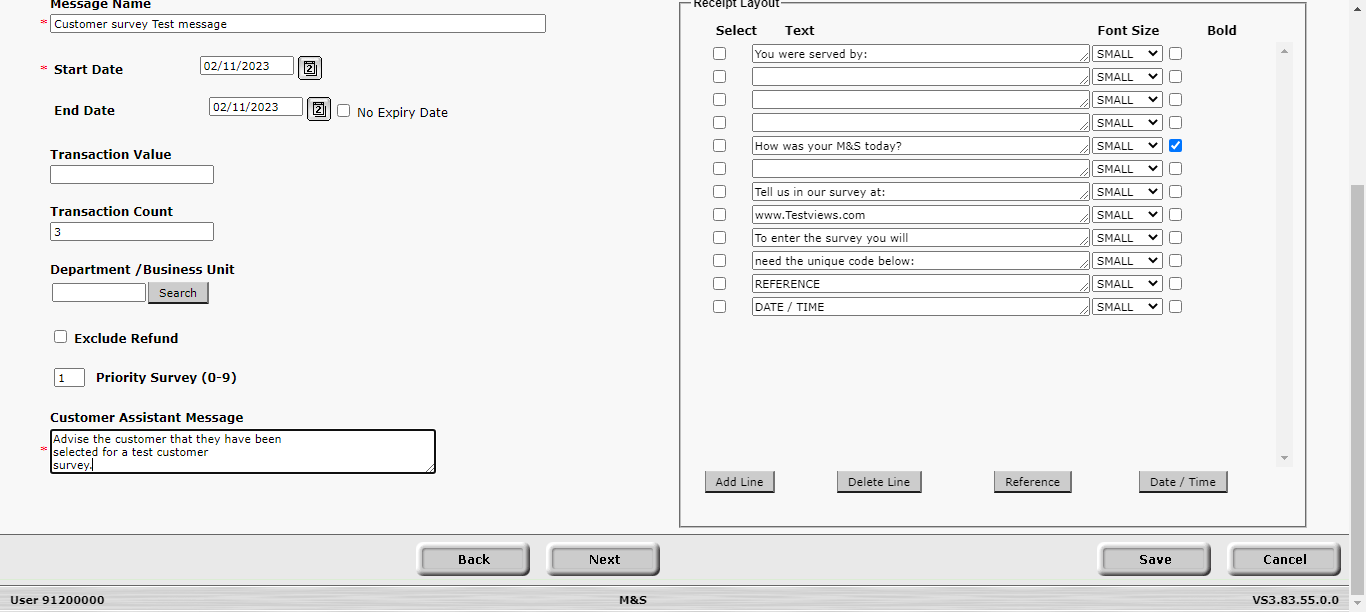 Message Name
* Customer survey Test message
* Start Date 02/11/2023 2
End Date 02/11/2023 2 No Expiry Date
Transaction Value
Transaction Count
3
Department /Business Unit
Search
Exclude Refund
1 Priority Survey (0-9)
Customer Assistant Message
* Advise the customer that they have been
selected for a test customer
survey.
Receipt Layout
Select Text Font Size Bold
You were served by: SMALL
SMALL
SMALL
SMALL
How was your M&S today? SMALL
SMALL
Tell us in our survey at: SMALL
www.Testviews.com SMALL
To enter the survey you will SMALL
need the unique code below: SMALL
REFERENCE SMALL
DATE / TIME SMALL
Add Line Delete Line Reference Date / Time
Back Next Save Cancel
User 91200000 M&S VS3.83.55.0.0